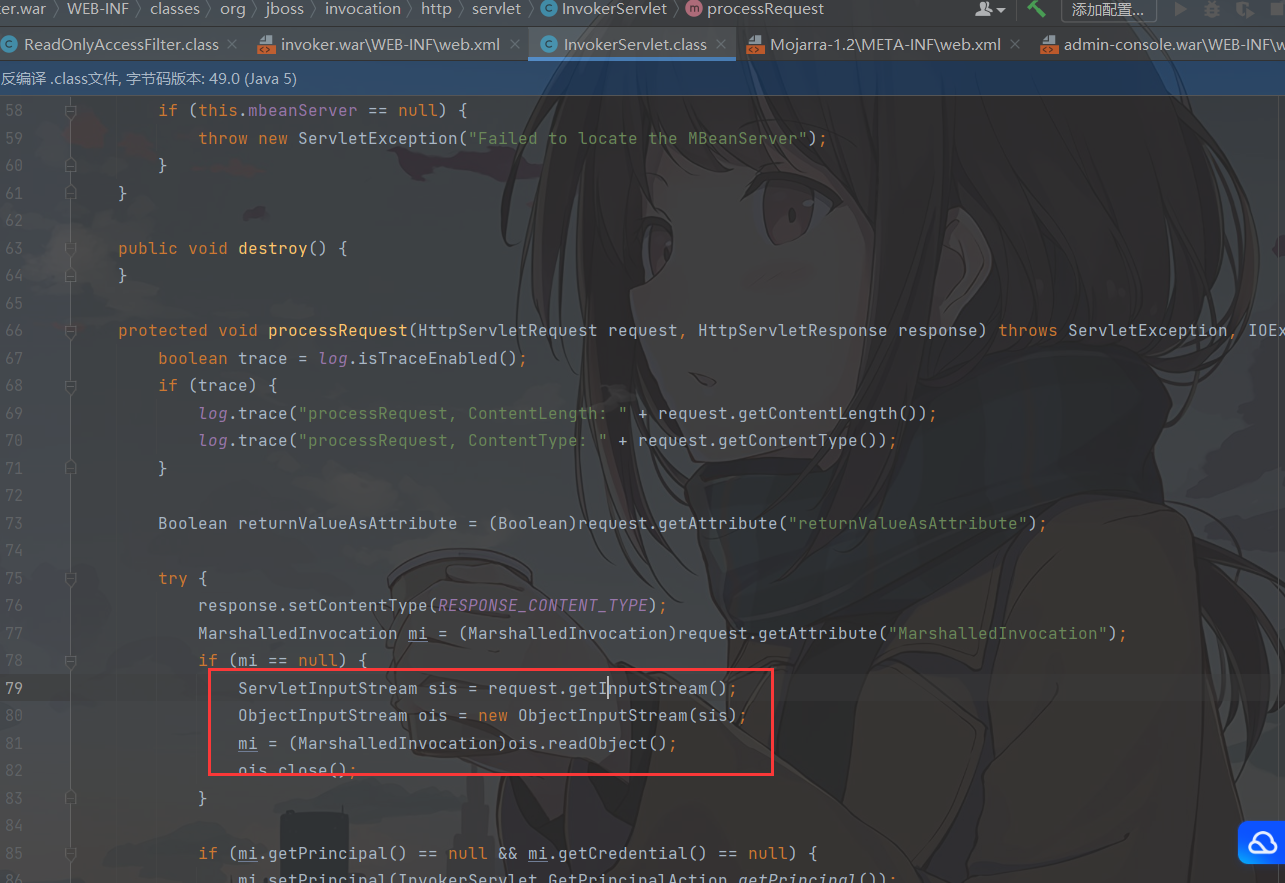 ker.war 〉 WEB-INF 〉 classes 〉 org 〉 jboss 〉 invocation 〉 http 〉 servlet 〉 C InvokerServlet 〉 m processRequest 添加配置...
C ReadOnlyAccessFilter.class × invoker.war\WEB-INF\web.xml × C InvokerServlet.class × Mojarra-1.2\META-INF\web.xml × admin-console.war\WEB-INF\w
反编译 .class文件, 字节码版本: 49.0 (Java 5)
58 if (this.mbeanServer == null) {
59 throw new ServletException("Failed to locate the MBeanServer");
60 }
61 }
62
63 public void destroy() {
64 }
65
66 protected void processRequest(HttpServletRequest request, HttpServletResponse response) throws ServletException, IOEx
67 boolean trace = log.isTraceEnabled();
68 if (trace) {
69 log.trace("processRequest, ContentLength: " + request.getContentLength());
70 log.trace("processRequest, ContentType: " + request.getContentType());
71 }
72
73 Boolean returnValueAsAttribute = (Boolean)request.getAttribute("returnValueAsAttribute");
74
75 try {
76 response.setContentType(RESPONSE_CONTENT_TYPE);
77 MarshalledInvocation mi = (MarshalledInvocation)request.getAttribute("MarshalledInvocation");
78 if (mi == null) {
79 ServletInputStream sis = request.getInputStream();
80 ObjectInputStream ois = new ObjectInputStream(sis);
81 mi = (MarshalledInvocation)ois.readObject();
82 ois.close();
83 }
84
85 if (mi.getPrincipal() == null && mi.getCredential() == null) {
86 mi.setPrincipal(InvokerServlet.GetPrincipalAction.getPrincipal());